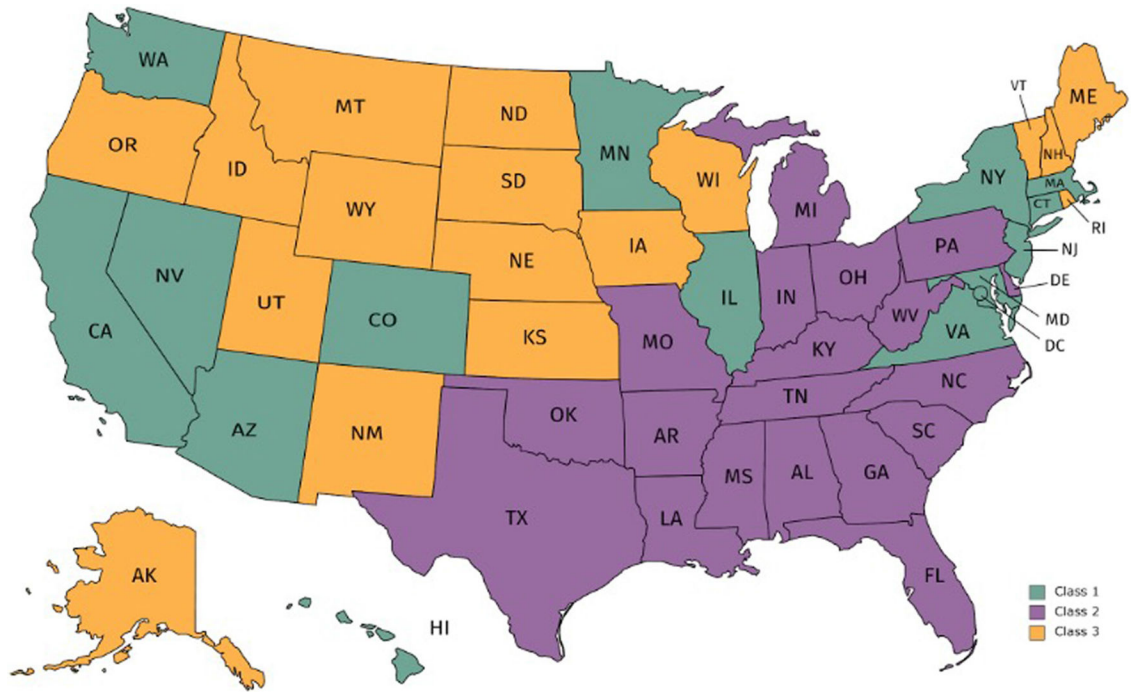 WA
MT
ND
MN
VT
ME
OR
ID
SD
WI
NH
NY
MA
WY
MI
CT
RI
NV
NE
IA
PA
NJ
UT
CO
IL
IN
OH
DE
CA
KS
MO
WV
MD
VA
DC
KY
AZ
NM
OK
TN
NC
AR
SC
MS
AL
GA
TX
LA
AK
FL
HI
Class 1
Class 2
Class 3